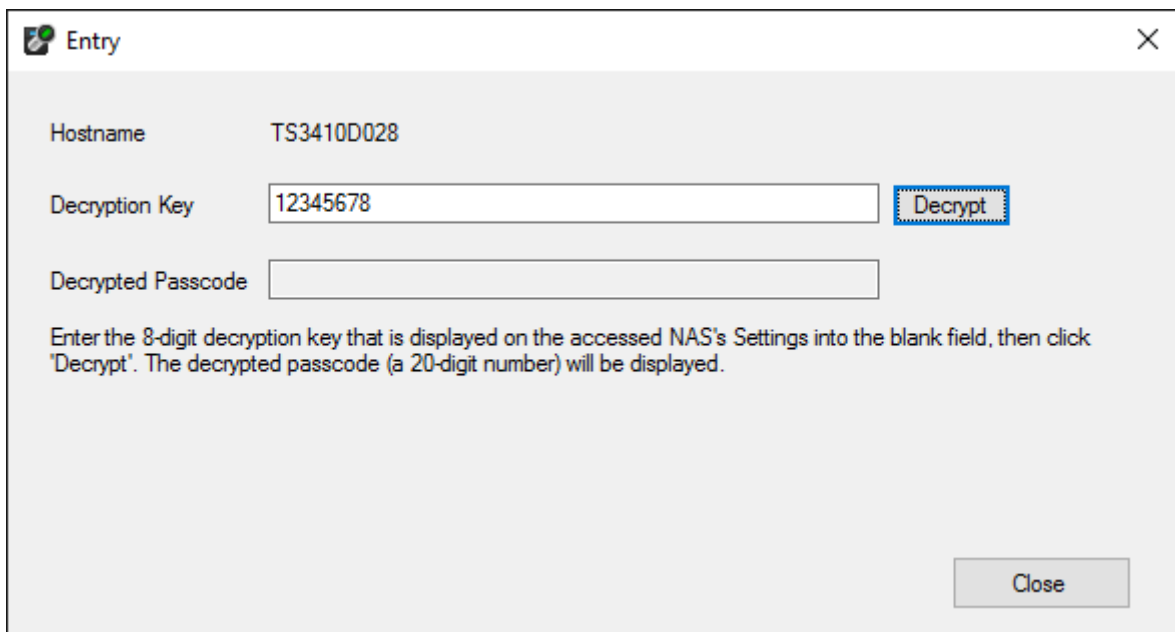 Entry
Hostname TS3410D028
Decryption Key 12345678 Decrypt
Decrypted Passcode
Enter the 8-digit decryption key that is displayed on the accessed NAS's Settings into the blank field, then click
'Decrypt'. The decrypted passcode (a 20-digit number) will be displayed.
Close